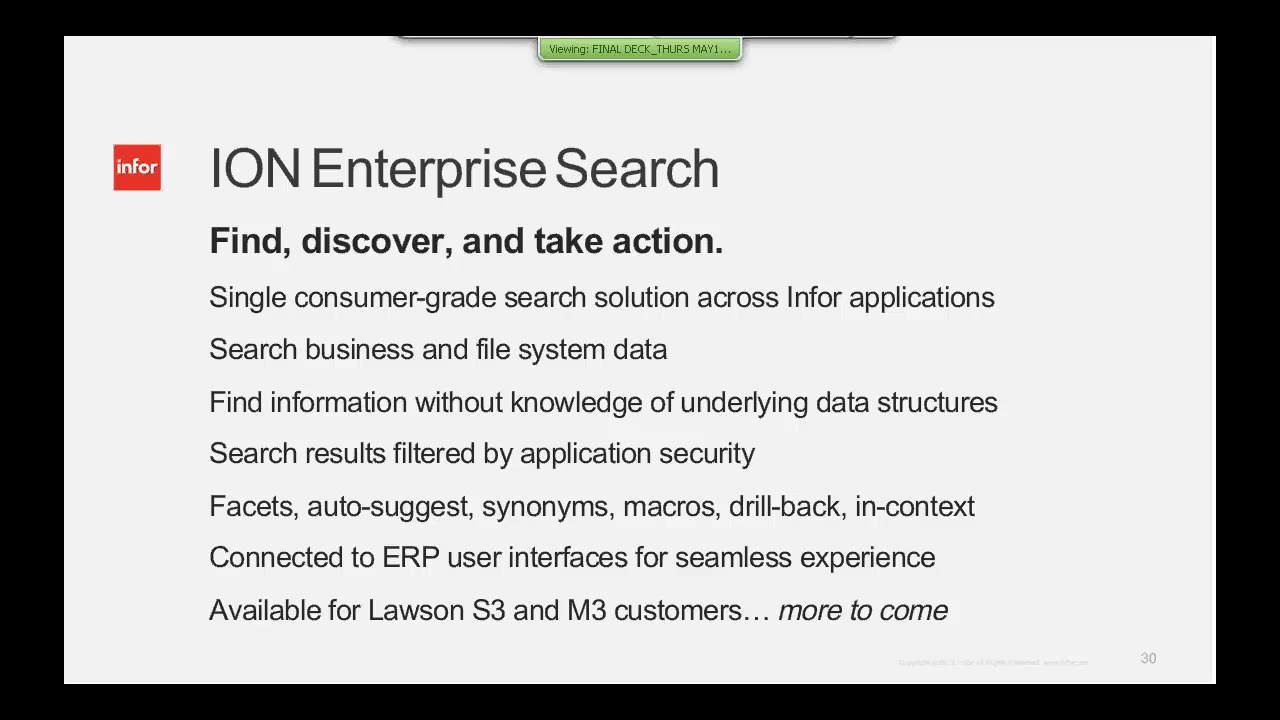 Viewing: FINAL DECK_THURS MAY1...
infor
ION Enterprise Search
Find, discover, and take action.
Single consumer-grade search solution across Infor applications
Search business and file system data
Find information without knowledge of underlying data structures
Search results filtered by application security
Facets, auto-suggest, synonyms, macros, drill-back, in-context
Connected to ERP user interfaces for seamless experience
Available for Lawson S3 and M3 customers… more to come
30